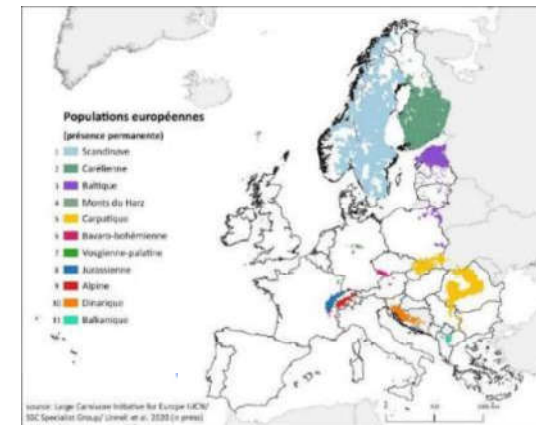 Populations européennes
(présence permanente)
1 Scandinave
2 Carélienne
3 Baltique
4 Monts du Harz
5 Carpatique
6 Bavaro-bohémienne
7 Vosgienne-palatine
8 Jurassienne
9 Alpine
10 Dinarique
11 Balkanique
source: Large Carnivore Initiative for Europe IUCN/
SSC Specialist Group/ Linnell et al. 2020 (in press)